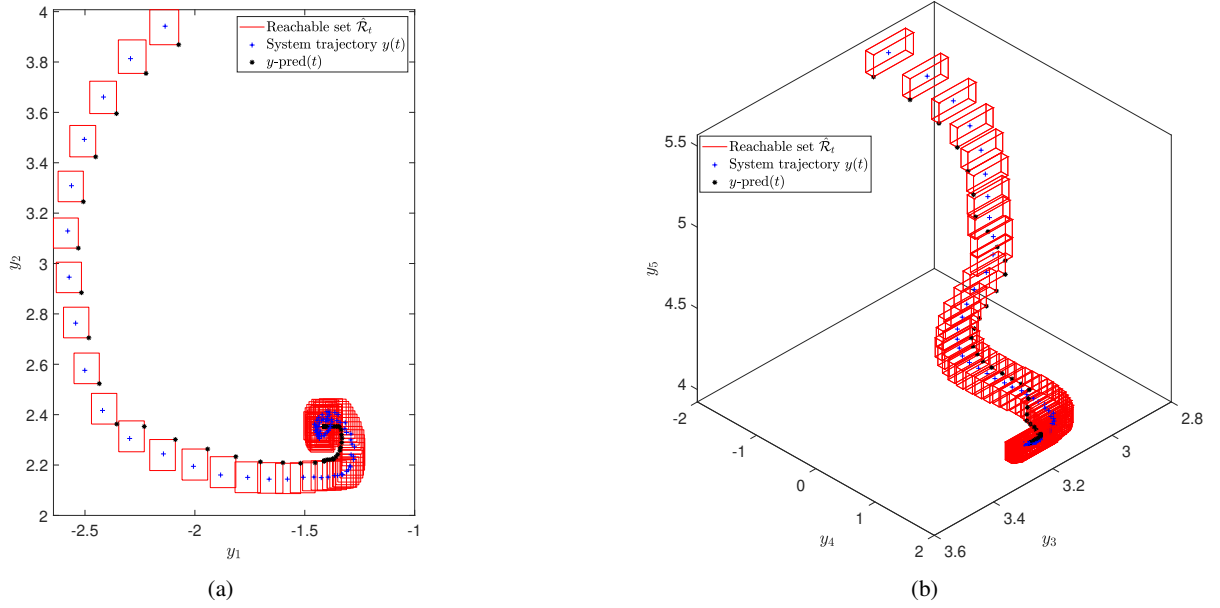 4
3.8
3.6
3.4
3.2
3
2.8
2.6
2.4
2.2
2
y₂
-2.5
-2
-1.5
-1
y₁
Reachable set R̂ₜ
System trajectory y(t)
y-pred(t)
(a)
5.5
5
4.5
4
y₅
-2
-1
0
1
2
y₄
3.6
3.4
3.2
3
2.8
y₃
Reachable set R̂ₜ
System trajectory y(t)
y-pred(t)
(b)